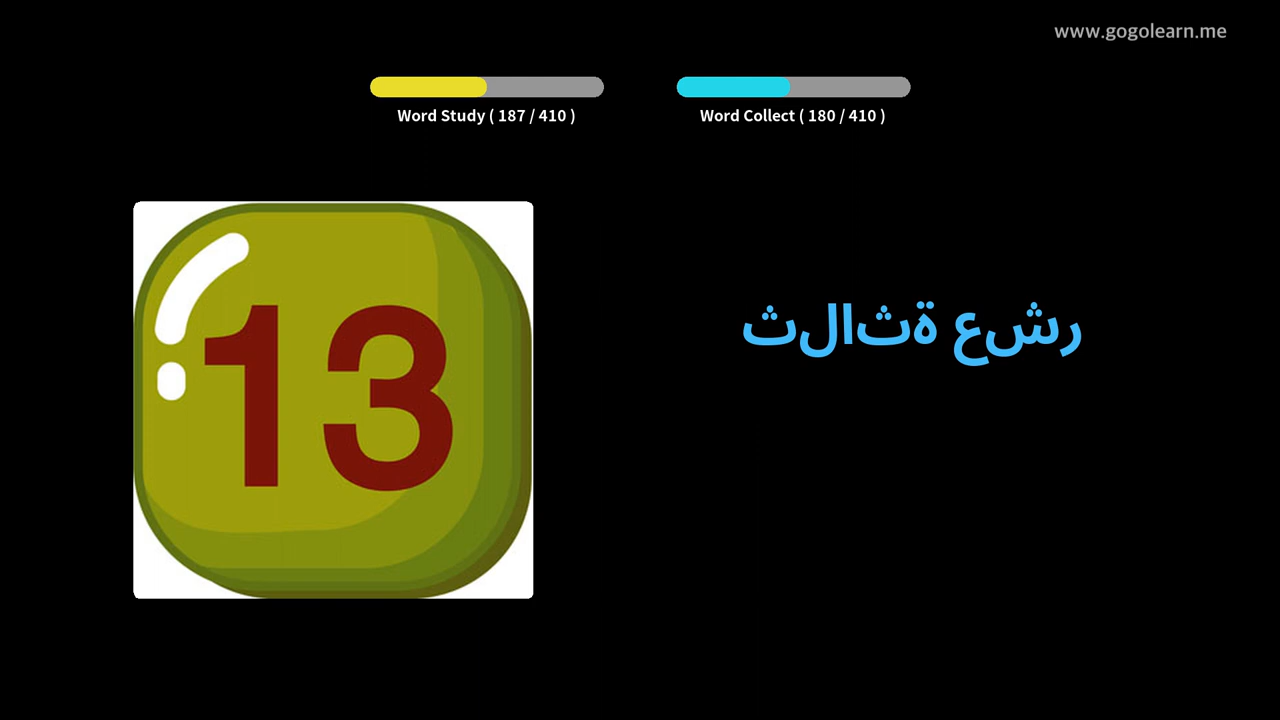 www.gogolearn.me
Word Study ( 187 / 410 )
Word Collect ( 180 / 410 )
13
رشع ةثالث